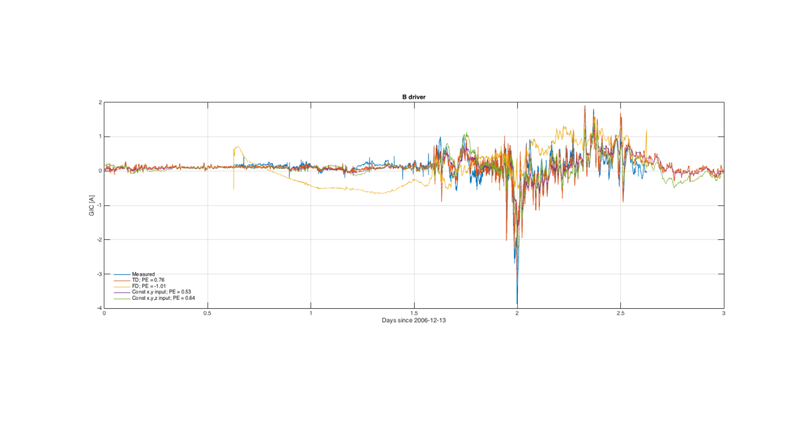 B driver
2
1
0
-1
-2
-3
-4
GIC [A]
Measured
TD; PE = 0.76
FD; PE = -1.01
Const x,y input; PE = 0.53
Const x,y,z input; PE = 0.64
0 0.5 1 1.5 2 2.5 3
Days since 2006-12-13